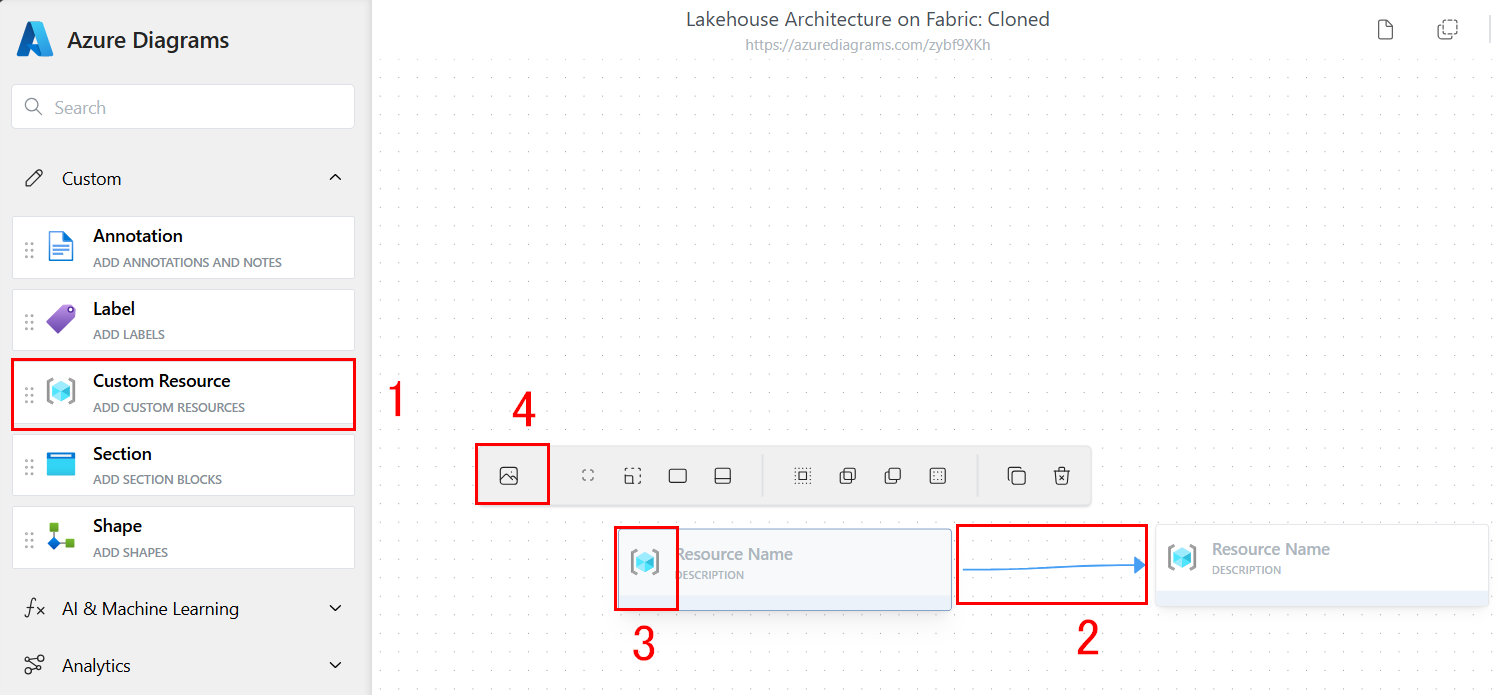 Azure Diagrams
Search
Custom
Annotation
ADD ANNOTATIONS AND NOTES
Label
ADD LABELS
Custom Resource
ADD CUSTOM RESOURCES
1
Section
ADD SECTION BLOCKS
Shape
ADD SHAPES
AI & Machine Learning
Analytics
Lakehouse Architecture on Fabric: Cloned
https://azurediagrams.com/zybf9XKh
4
Resource Name
DESCRIPTION
3
2
Resource Name
DESCRIPTION